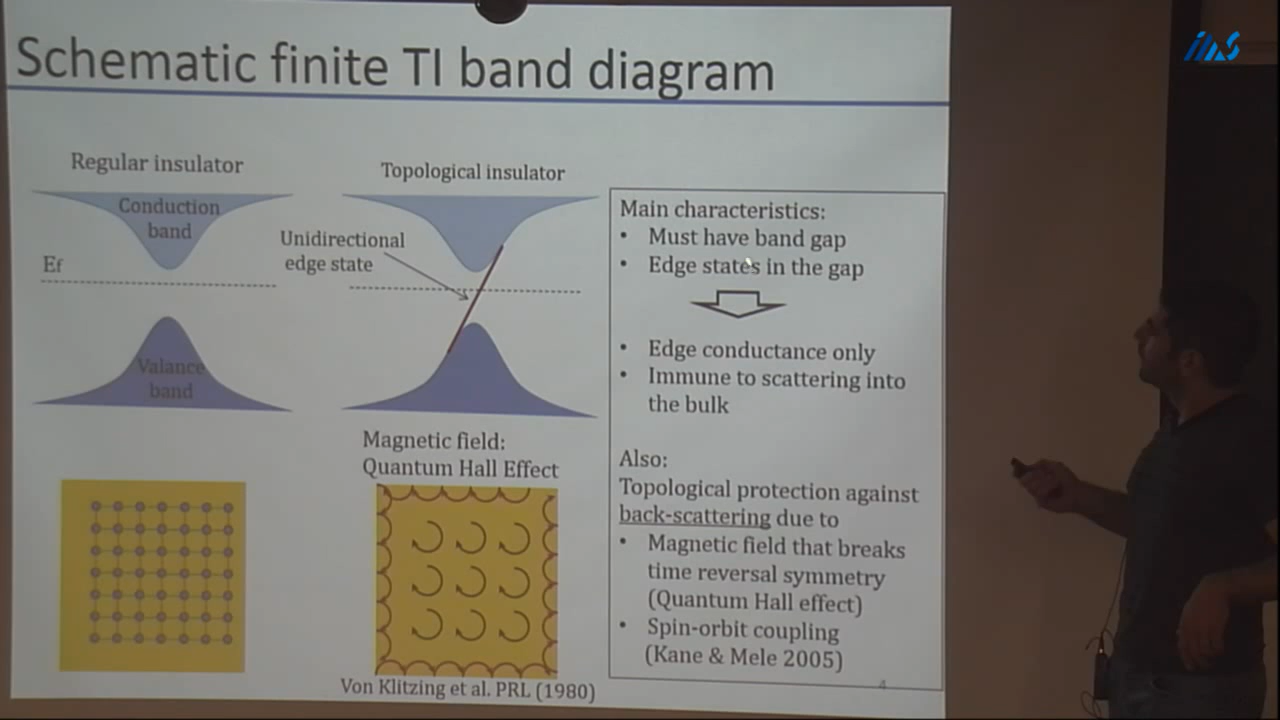 Schematic finite TI band diagram
Regular insulator
Conduction
band
Ef
Valance
band
Topological insulator
Unidirectional
edge state
Magnetic field:
Quantum Hall Effect
Von Klitzing et al. PRL (1980)
Main characteristics:
• Must have band gap
• Edge states in the gap
• Edge conductance only
• Immune to scattering into
the bulk
Also:
Topological protection against
back-scattering due to
• Magnetic field that breaks
time reversal symmetry
(Quantum Hall effect)
• Spin-orbit coupling
(Kane & Mele 2005)
4